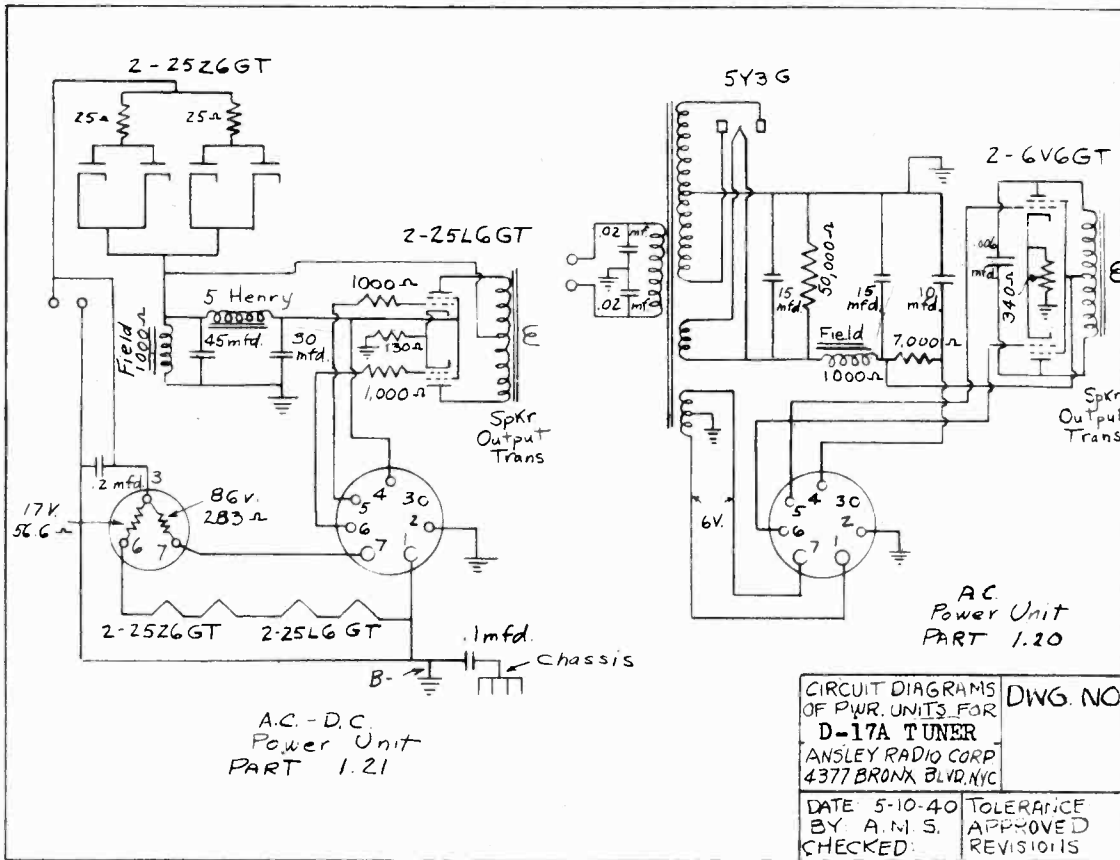 2-25Z6GT
25Ω
25Ω
2-25L6GT
1000Ω
5 Henry
Field
1000Ω
45mfd.
30
mfd.
130Ω
1,000Ω
Spkr
Output
Trans
.2 mfd.
3
17V.
56.6Ω
86V.
283Ω
6
7
4
5
3
6
2
7
1
2-25Z6GT
2-25L6GT
.1mfd.
Chassis
B-
A.C.-D.C.
Power Unit
PART 1.21
5Y3G
2-6V6GT
.02 mf.
.02 mf
15
mfd.
50,000Ω
15
mfd.
10
mfd.
.006
mfd.
340Ω
Field
1000Ω
7,000Ω
Spkr
Output
Trans
6V.
4
5
3
6
2
7
1
A.C.
Power Unit
PART 1.20
CIRCUIT DIAGRAMS
OF PWR. UNITS FOR
D-17A TUNER
ANSLEY RADIO CORP
4377 BRONX BLVD, NYC
DWG. NO
DATE 5-10-40
BY A.M.S.
CHECKED:
TOLERANCE
APPROVED
REVISIONS